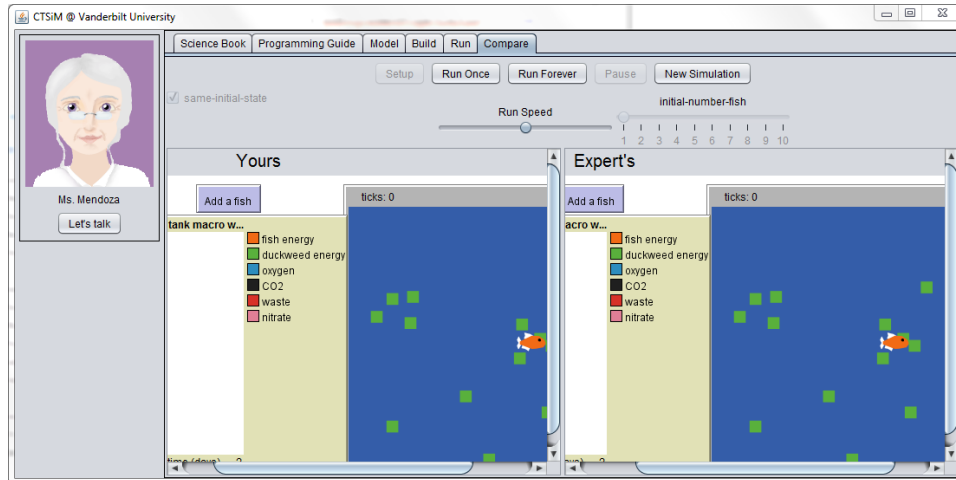 CTSiM @ Vanderbilt University
Science Book Programming Guide Model Build Run Compare
Setup Run Once Run Forever Pause New Simulation
same-initial-state
Run Speed
initial-number-fish
1 2 3 4 5 6 7 8 9 10
Ms. Mendoza
Let's talk
Yours
Add a fish
ticks: 0
tank macro w...
fish energy
duckweed energy
oxygen
CO2
waste
nitrate
Expert's
Add a fish
ticks: 0
acro w...
fish energy
duckweed energy
oxygen
CO2
waste
nitrate